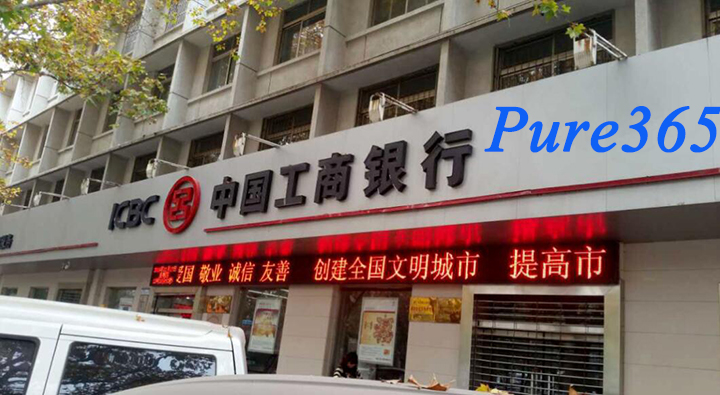 Pure365
ICBC 中国工商银行
爱国 敬业 诚信 友善 创建全国文明城市 提高市